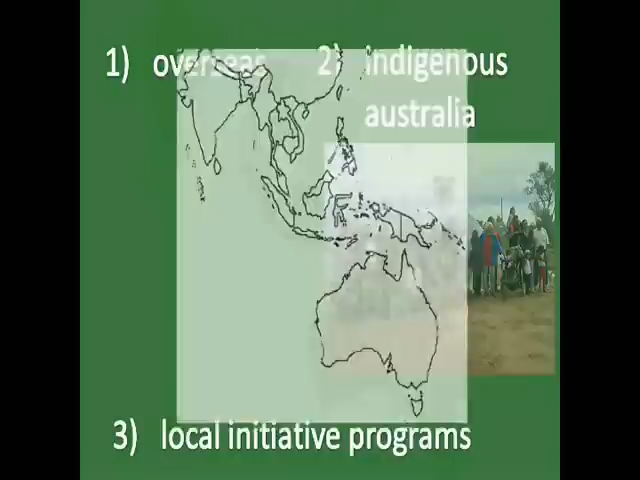 1) overseas
2) indigenous
australia
3) local initiative programs